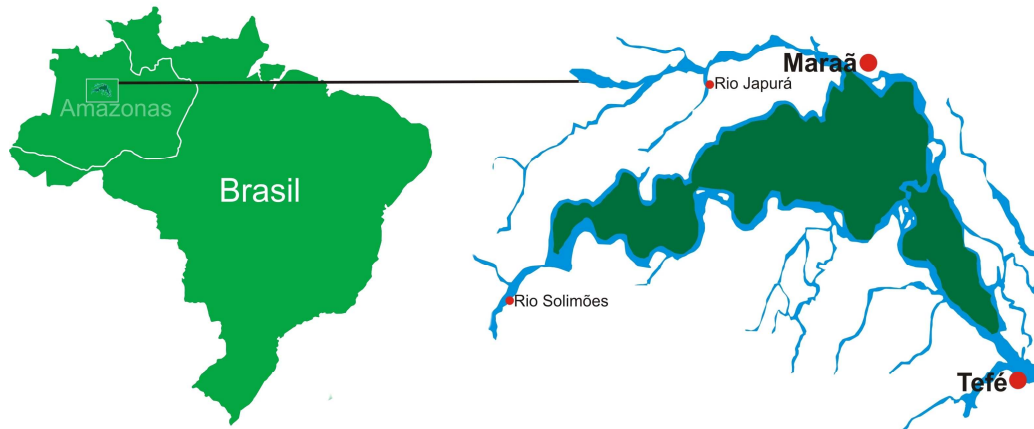 Amazonas
Brasil
Maraã
Rio Japurá
Rio Solimões
Tefé